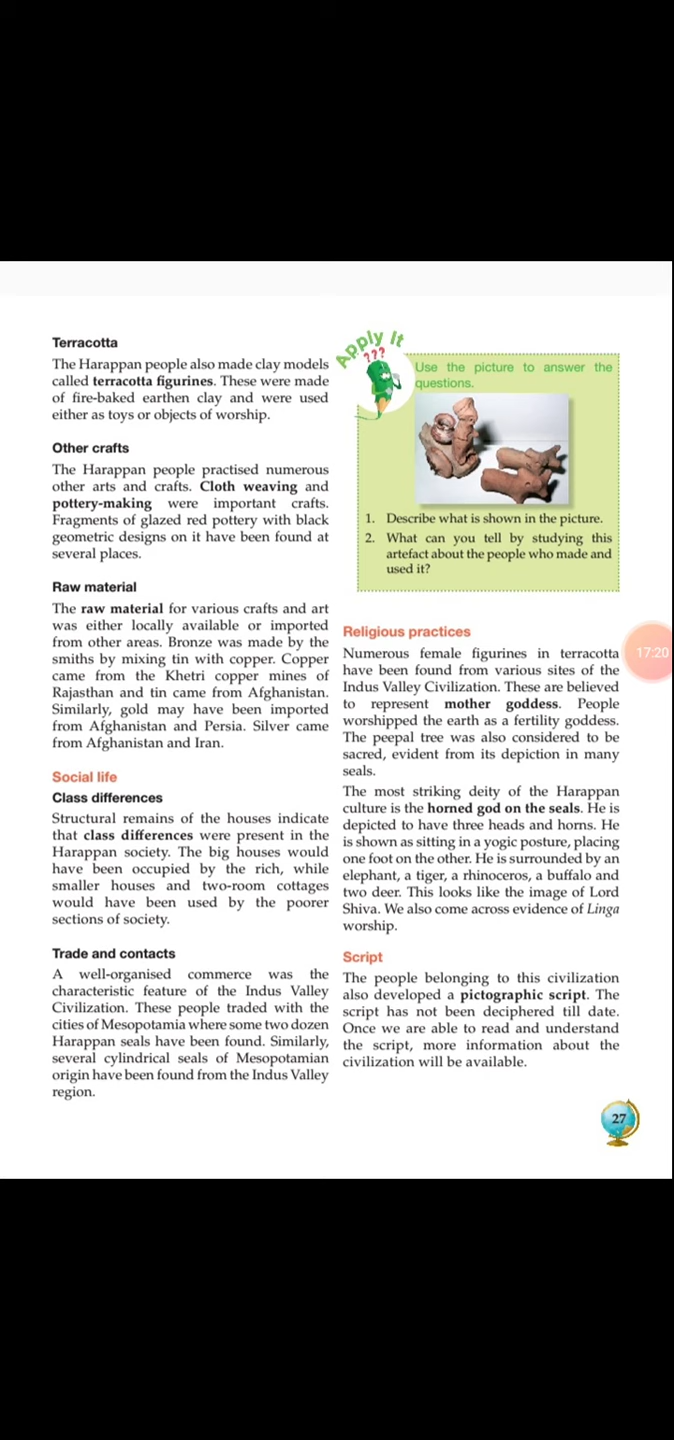 Terracotta
The Harappan people also made clay models
called terracotta figurines. These were made
of fire-baked earthen clay and were used
either as toys or objects of worship.
Other crafts
The Harappan people practised numerous
other arts and crafts. Cloth weaving and
pottery-making were important crafts.
Fragments of glazed red pottery with black
geometric designs on it have been found at
several places.
Raw material
The raw material for various crafts and art
was either locally available or imported
from other areas. Bronze was made by the
smiths by mixing tin with copper. Copper
came from the Khetri copper mines of
Rajasthan and tin came from Afghanistan.
Similarly, gold may have been imported
from Afghanistan and Persia. Silver came
from Afghanistan and Iran.
Social life
Class differences
Structural remains of the houses indicate
that class differences were present in the
Harappan society. The big houses would
have been occupied by the rich, while
smaller houses and two-room cottages
would have been used by the poorer
sections of society.
Trade and contacts
A well-organised commerce was the
characteristic feature of the Indus Valley
Civilization. These people traded with the
cities of Mesopotamia where some two dozen
Harappan seals have been found. Similarly,
several cylindrical seals of Mesopotamian
origin have been found from the Indus Valley
region.
Apply It
???
Use the picture to answer the
questions.
1. Describe what is shown in the picture.
2. What can you tell by studying this
artefact about the people who made and
used it?
Religious practices
Numerous female figurines in terracotta
have been found from various sites of the
Indus Valley Civilization. These are believed
to represent mother goddess. People
worshipped the earth as a fertility goddess.
The peepal tree was also considered to be
sacred, evident from its depiction in many
seals.
The most striking deity of the Harappan
culture is the horned god on the seals. He is
depicted to have three heads and horns. He
is shown as sitting in a yogic posture, placing
one foot on the other. He is surrounded by an
elephant, a tiger, a rhinoceros, a buffalo and
two deer. This looks like the image of Lord
Shiva. We also come across evidence of Linga
worship.
Script
The people belonging to this civilization
also developed a pictographic script. The
script has not been deciphered till date.
Once we are able to read and understand
the script, more information about the
civilization will be available.
17:20
27